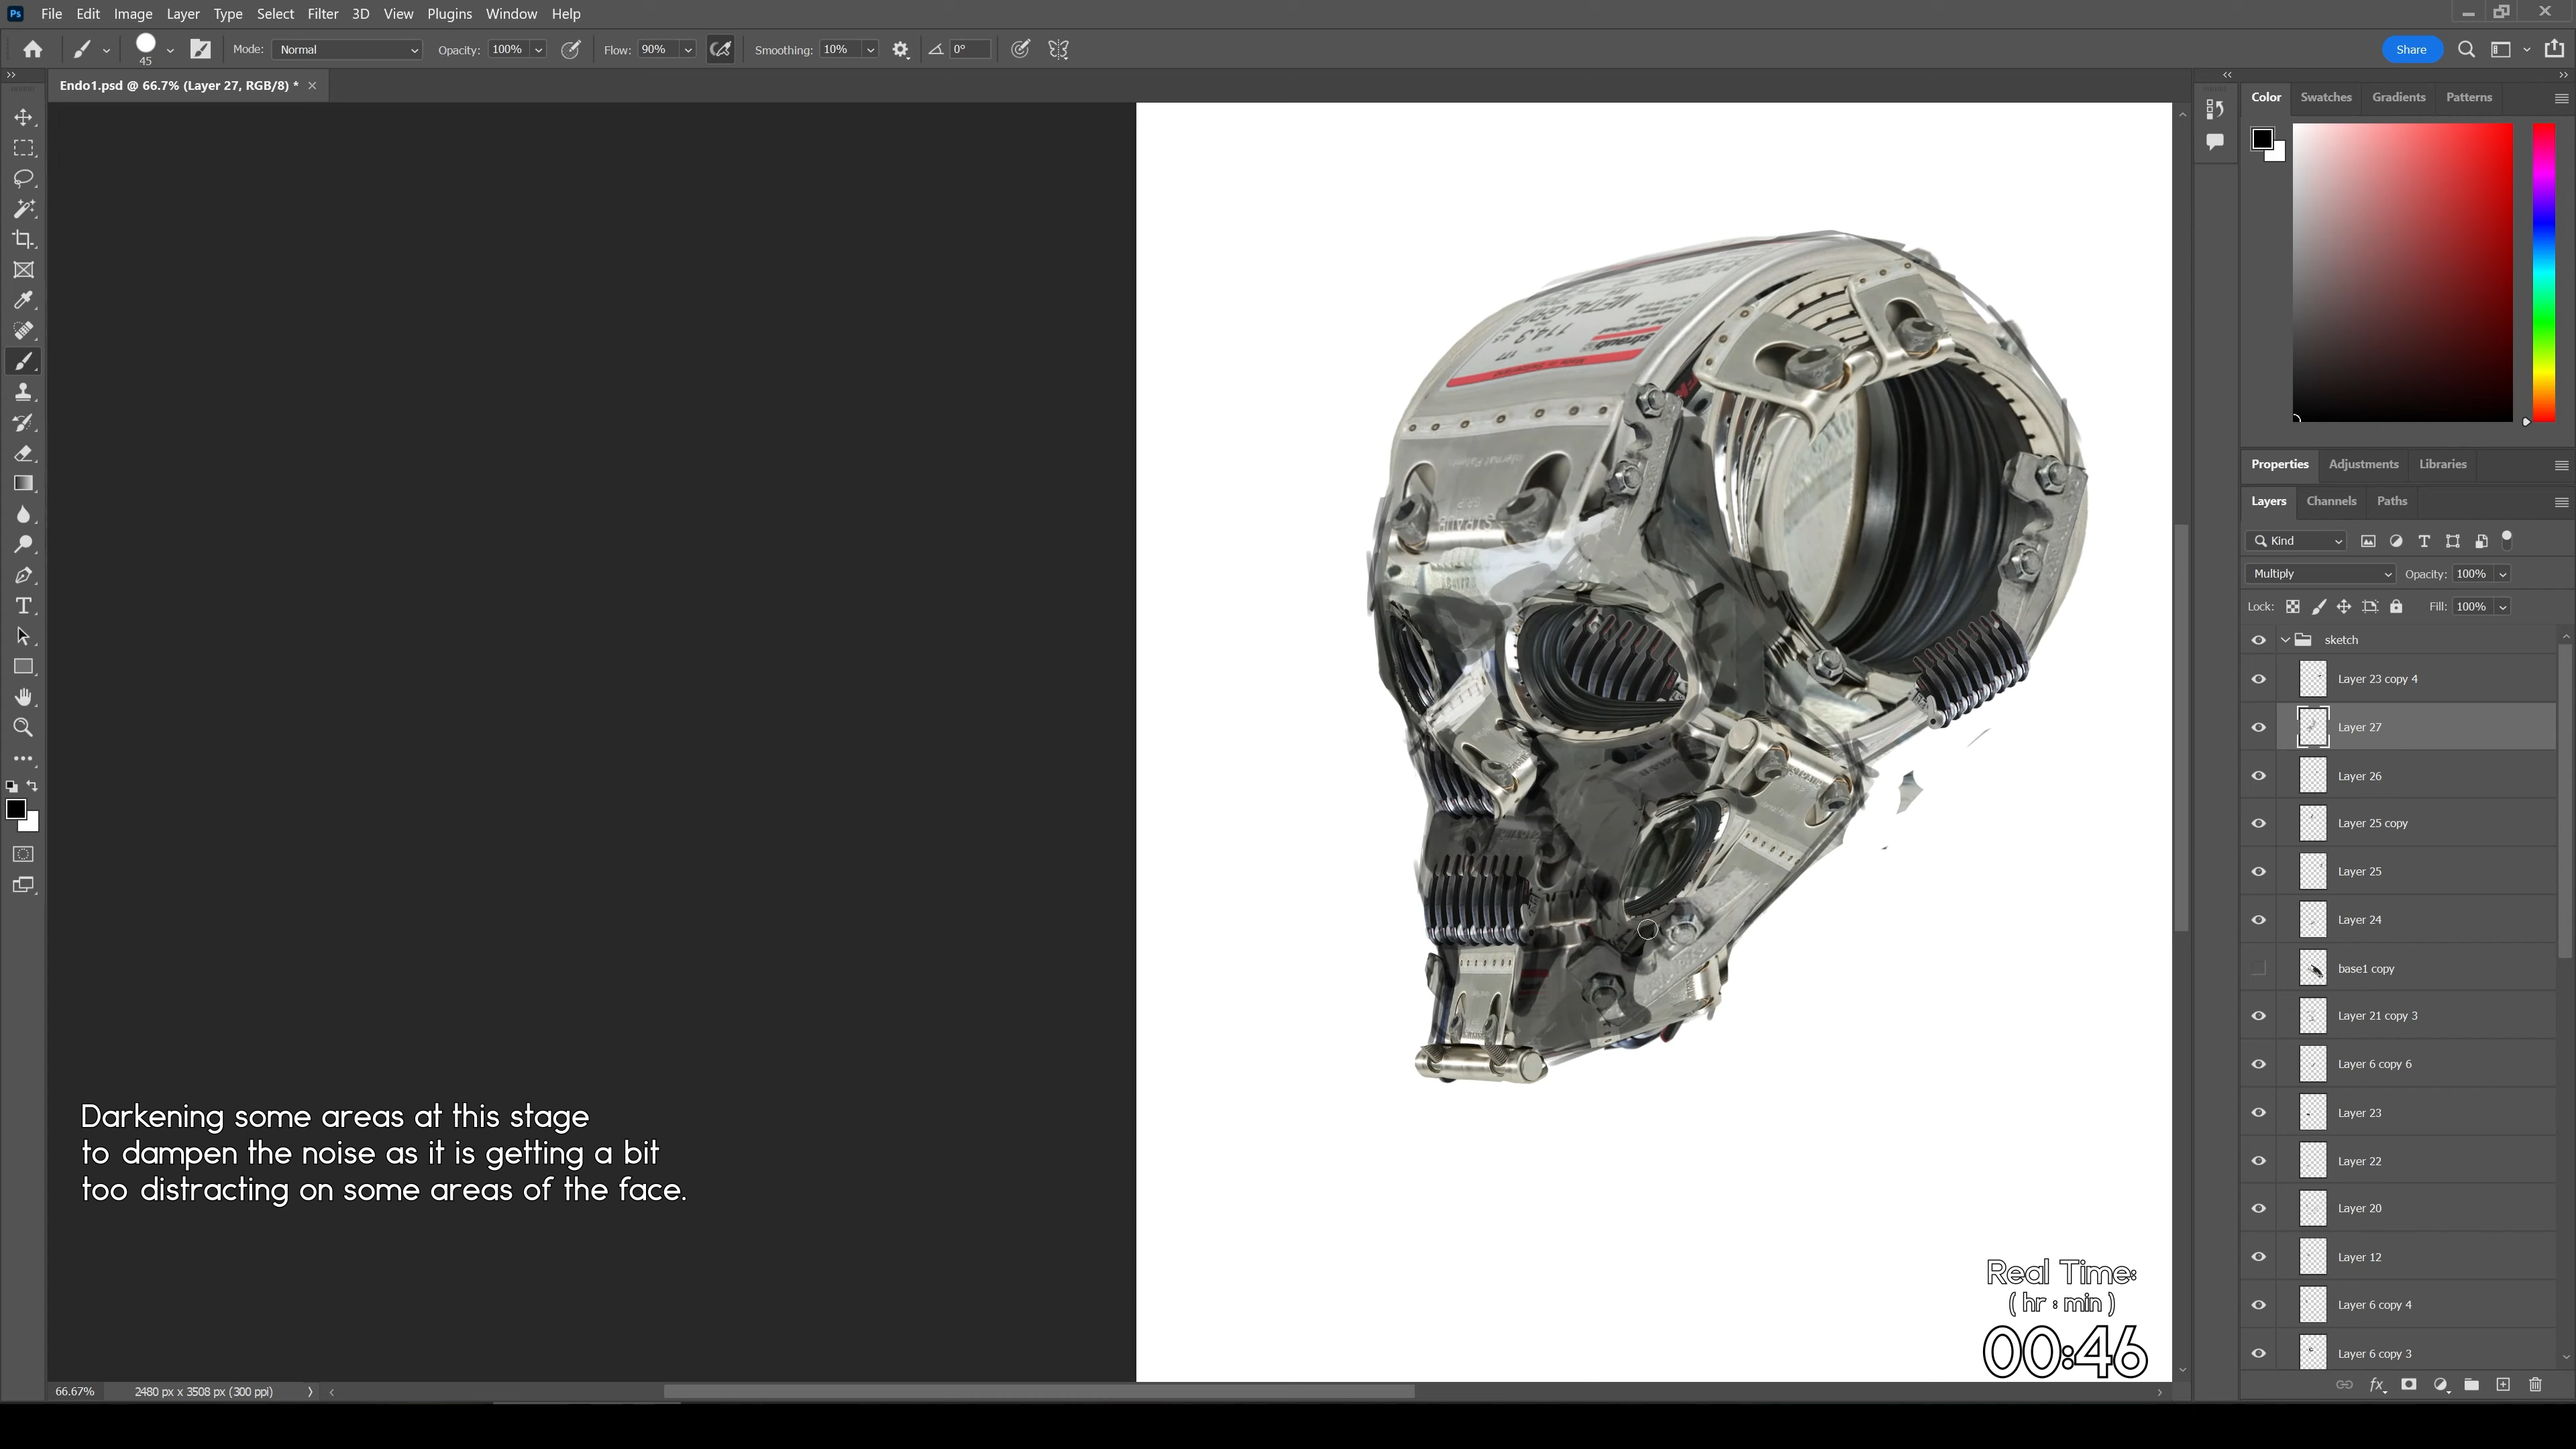 Ps File Edit Image Layer Type Select Filter 3D View Plugins Window Help
45 Mode: Normal Opacity: 100% Flow: 90% Smoothing: 10% 0° Share
Endo1.psd @ 66.7% (Layer 27, RGB/8) *
Color Swatches Gradients Patterns
Properties Adjustments Libraries
Layers Channels Paths
Kind
Multiply Opacity: 100%
Lock: Fill: 100%
sketch
Layer 23 copy 4
Layer 27
Layer 26
Layer 25 copy
Layer 25
Layer 24
base1 copy
Layer 21 copy 3
Layer 6 copy 6
Layer 23
Layer 22
Layer 20
Layer 12
Layer 6 copy 4
Layer 6 copy 3
METAL-GRIP
114.3
177
straub
Darkening some areas at this stage
to dampen the noise as it is getting a bit
too distracting on some areas of the face.
Real Time:
( hr : min )
00:46
66.67% 2480 px x 3508 px (300 ppi)